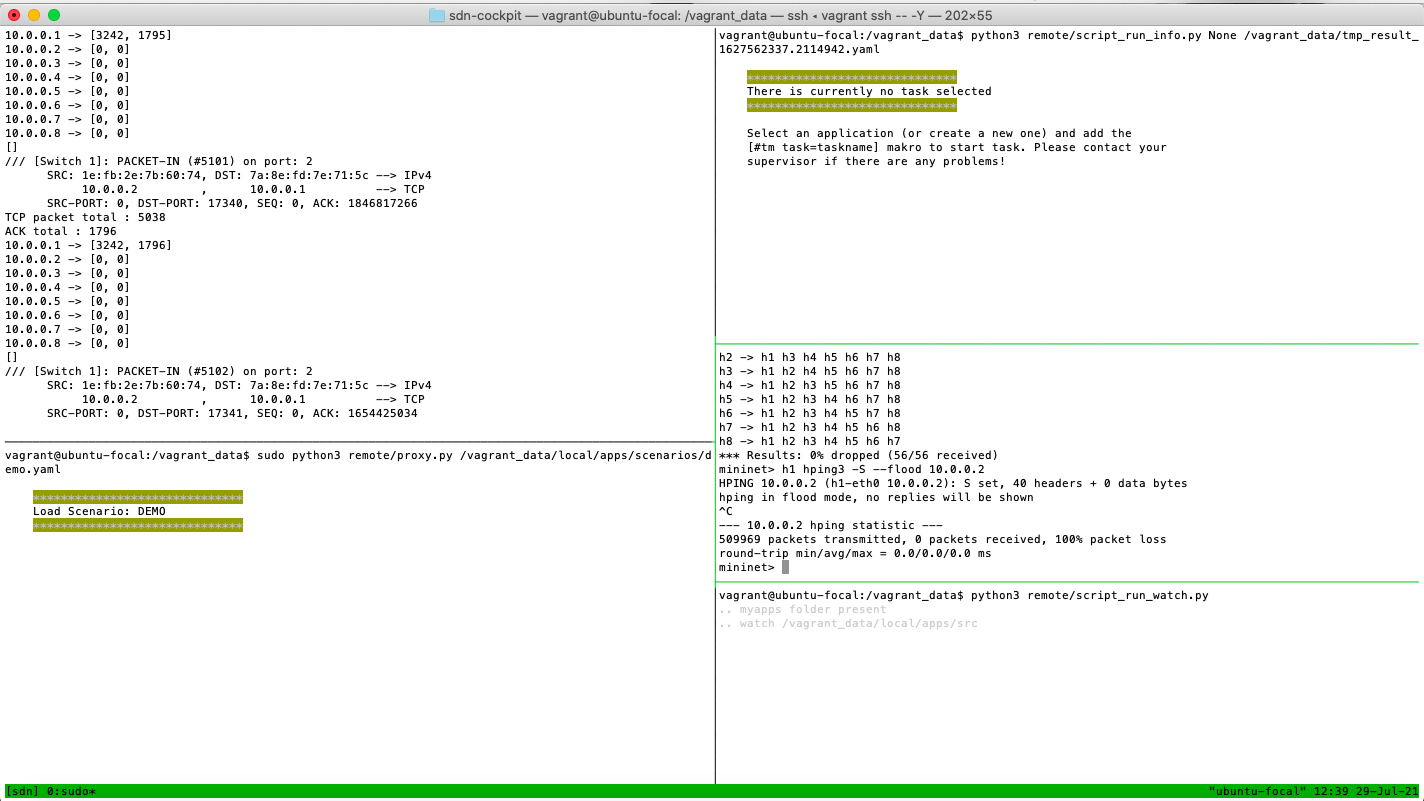 sdn-cockpit — vagrant@ubuntu-focal: /vagrant_data — ssh ◂ vagrant ssh -- -Y — 202×55
10.0.0.1 -> [3242, 1795]
10.0.0.2 -> [0, 0]
10.0.0.3 -> [0, 0]
10.0.0.4 -> [0, 0]
10.0.0.5 -> [0, 0]
10.0.0.6 -> [0, 0]
10.0.0.7 -> [0, 0]
10.0.0.8 -> [0, 0]
[]
/// [Switch 1]: PACKET-IN (#5101) on port: 2
SRC: 1e:fb:2e:7b:60:74, DST: 7a:8e:fd:7e:71:5c --> IPv4
10.0.0.2 , 10.0.0.1 --> TCP
SRC-PORT: 0, DST-PORT: 17340, SEQ: 0, ACK: 1846817266
TCP packet total : 5038
ACK total : 1796
10.0.0.1 -> [3242, 1796]
10.0.0.2 -> [0, 0]
10.0.0.3 -> [0, 0]
10.0.0.4 -> [0, 0]
10.0.0.5 -> [0, 0]
10.0.0.6 -> [0, 0]
10.0.0.7 -> [0, 0]
10.0.0.8 -> [0, 0]
[]
/// [Switch 1]: PACKET-IN (#5102) on port: 2
SRC: 1e:fb:2e:7b:60:74, DST: 7a:8e:fd:7e:71:5c --> IPv4
10.0.0.2 , 10.0.0.1 --> TCP
SRC-PORT: 0, DST-PORT: 17341, SEQ: 0, ACK: 1654425034
vagrant@ubuntu-focal:/vagrant_data$ sudo python3 remote/proxy.py /vagrant_data/local/apps/scenarios/d
emo.yaml
******************************
Load Scenario: DEMO
******************************
vagrant@ubuntu-focal:/vagrant_data$ python3 remote/script_run_info.py None /vagrant_data/tmp_result_
1627562337.2114942.yaml
******************************
There is currently no task selected
******************************
Select an application (or create a new one) and add the
[#tm task=taskname] makro to start task. Please contact your
supervisor if there are any problems!
h2 -> h1 h3 h4 h5 h6 h7 h8
h3 -> h1 h2 h4 h5 h6 h7 h8
h4 -> h1 h2 h3 h5 h6 h7 h8
h5 -> h1 h2 h3 h4 h6 h7 h8
h6 -> h1 h2 h3 h4 h5 h7 h8
h7 -> h1 h2 h3 h4 h5 h6 h8
h8 -> h1 h2 h3 h4 h5 h6 h7
*** Results: 0% dropped (56/56 received)
mininet> h1 hping3 -S --flood 10.0.0.2
HPING 10.0.0.2 (h1-eth0 10.0.0.2): S set, 40 headers + 0 data bytes
hping in flood mode, no replies will be shown
^C
--- 10.0.0.2 hping statistic ---
509969 packets transmitted, 0 packets received, 100% packet loss
round-trip min/avg/max = 0.0/0.0/0.0 ms
mininet>
vagrant@ubuntu-focal:/vagrant_data$ python3 remote/script_run_watch.py
.. myapps folder present
.. watch /vagrant_data/local/apps/src
[sdn] 0:sudo* "ubuntu-focal" 12:39 29-Jul-21